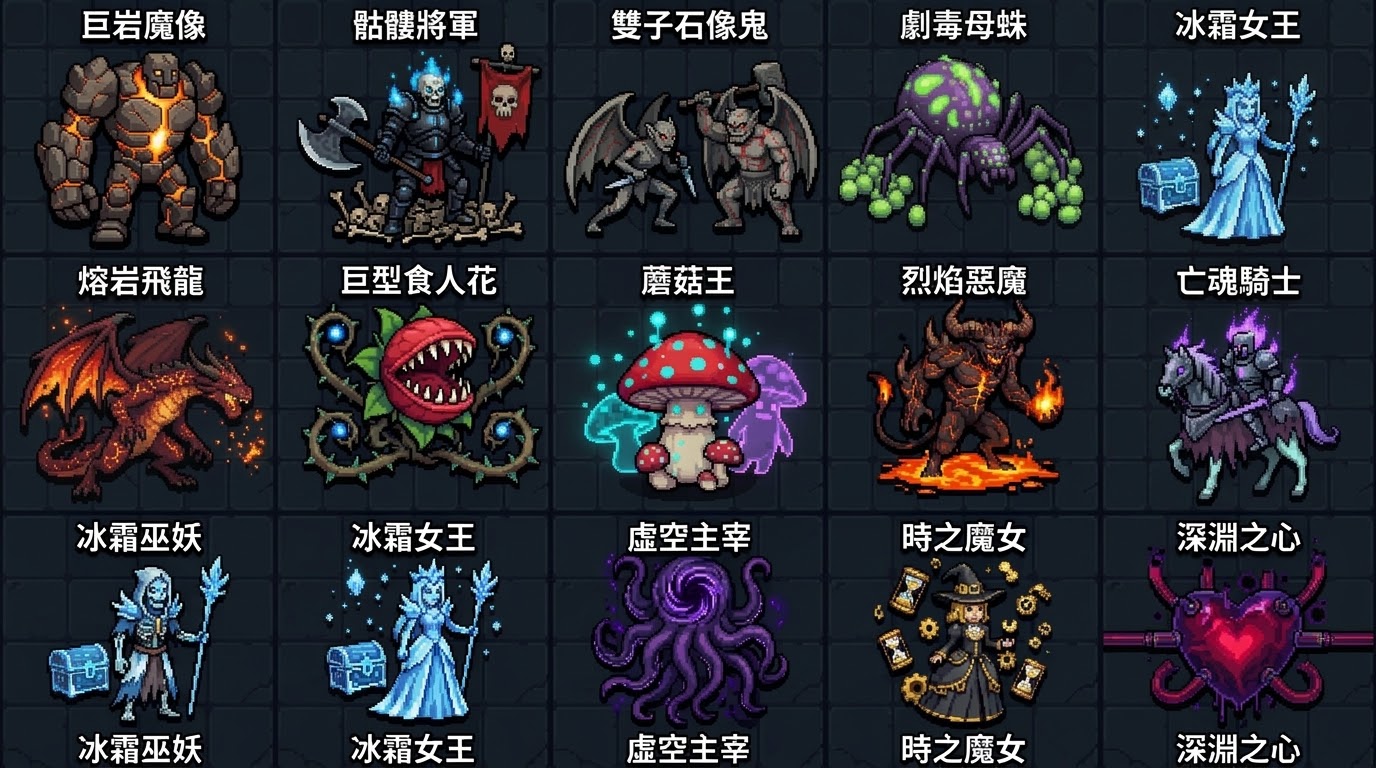 巨岩魔像
骷髏將軍
雙子石像鬼
劇毒母蛛
冰霜女王
熔岩飛龍
巨型食人花
蘑菇王
烈焰惡魔
亡魂騎士
冰霜巫妖
冰霜女王
虛空主宰
時之魔女
深淵之心
冰霜巫妖
冰霜女王
虛空主宰
時之魔女
深淵之心